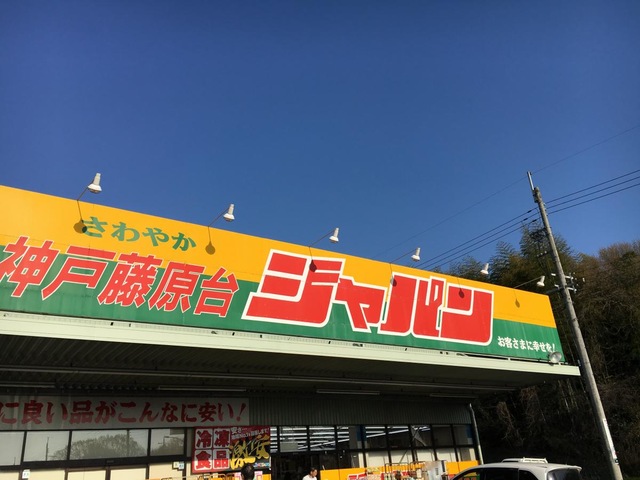 さわやか
神戸藤原台 ジャパン
お客さまに幸せを!
に良い品がこんなに安い!
冷凍
食品